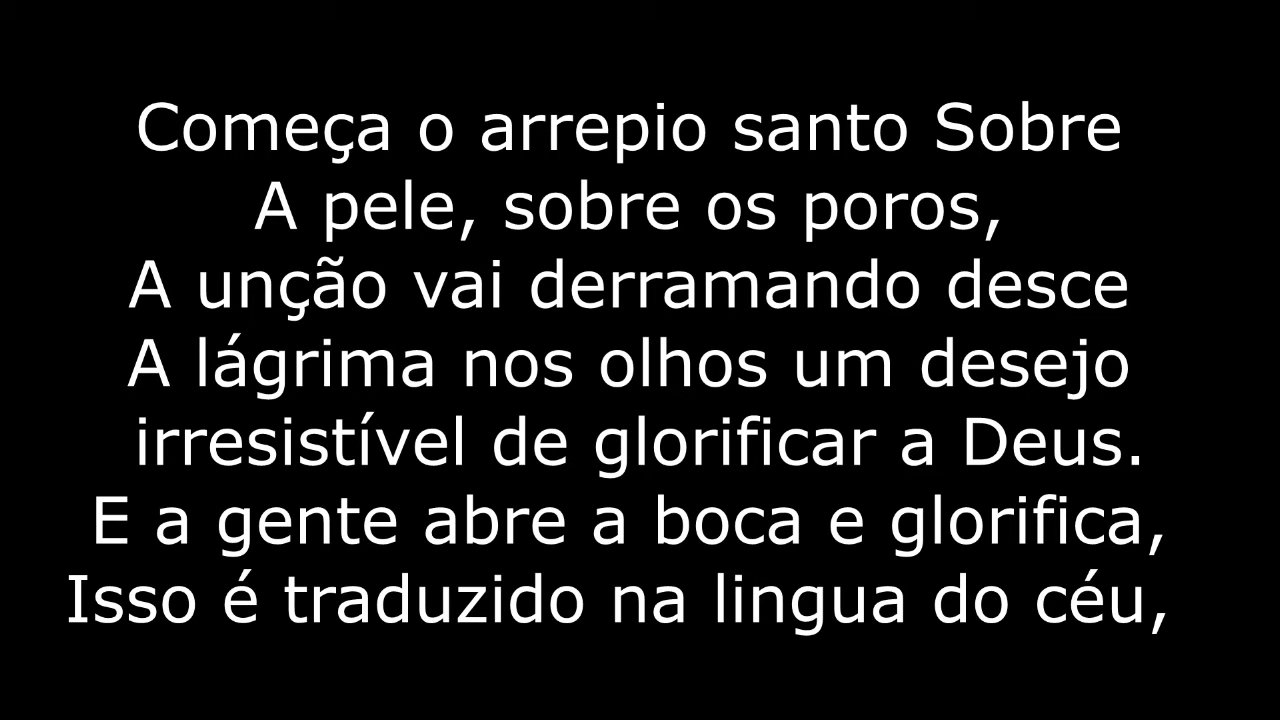 Começa o arrepio santo Sobre
A pele, sobre os poros,
A unção vai derramando desce
A lágrima nos olhos um desejo
irresistível de glorificar a Deus.
E a gente abre a boca e glorifica,
Isso é traduzido na lingua do céu,